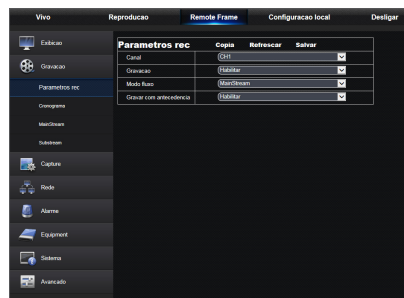 Vivo Reproducao Remote Frame Configuracao local Desligar
Exibicao
Gravacao
Parametros rec
Cronograma
MainStream
Substream
Capture
Rede
Alarme
Equipment
Sistema
Avancado
Parametros rec Copia Refrescar Salvar
Canal CH1
Gravacao Habilitar
Modo fluxo MainStream
Gravar com antecedencia Habilitar